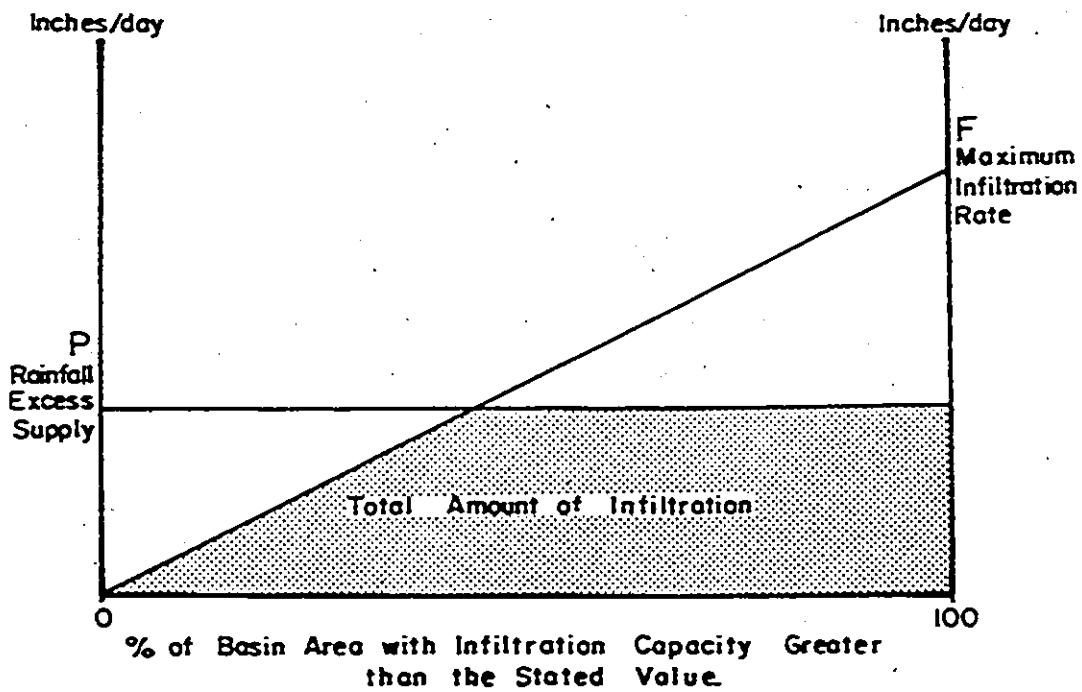 Inches/day
Inches/day
F
Maximum
Infiltration
Rate
P
Rainfall
Excess
Supply
Total Amount of Infiltration
0
100
% of Basin Area with Infiltration Capacity Greater
than the Stated Value.